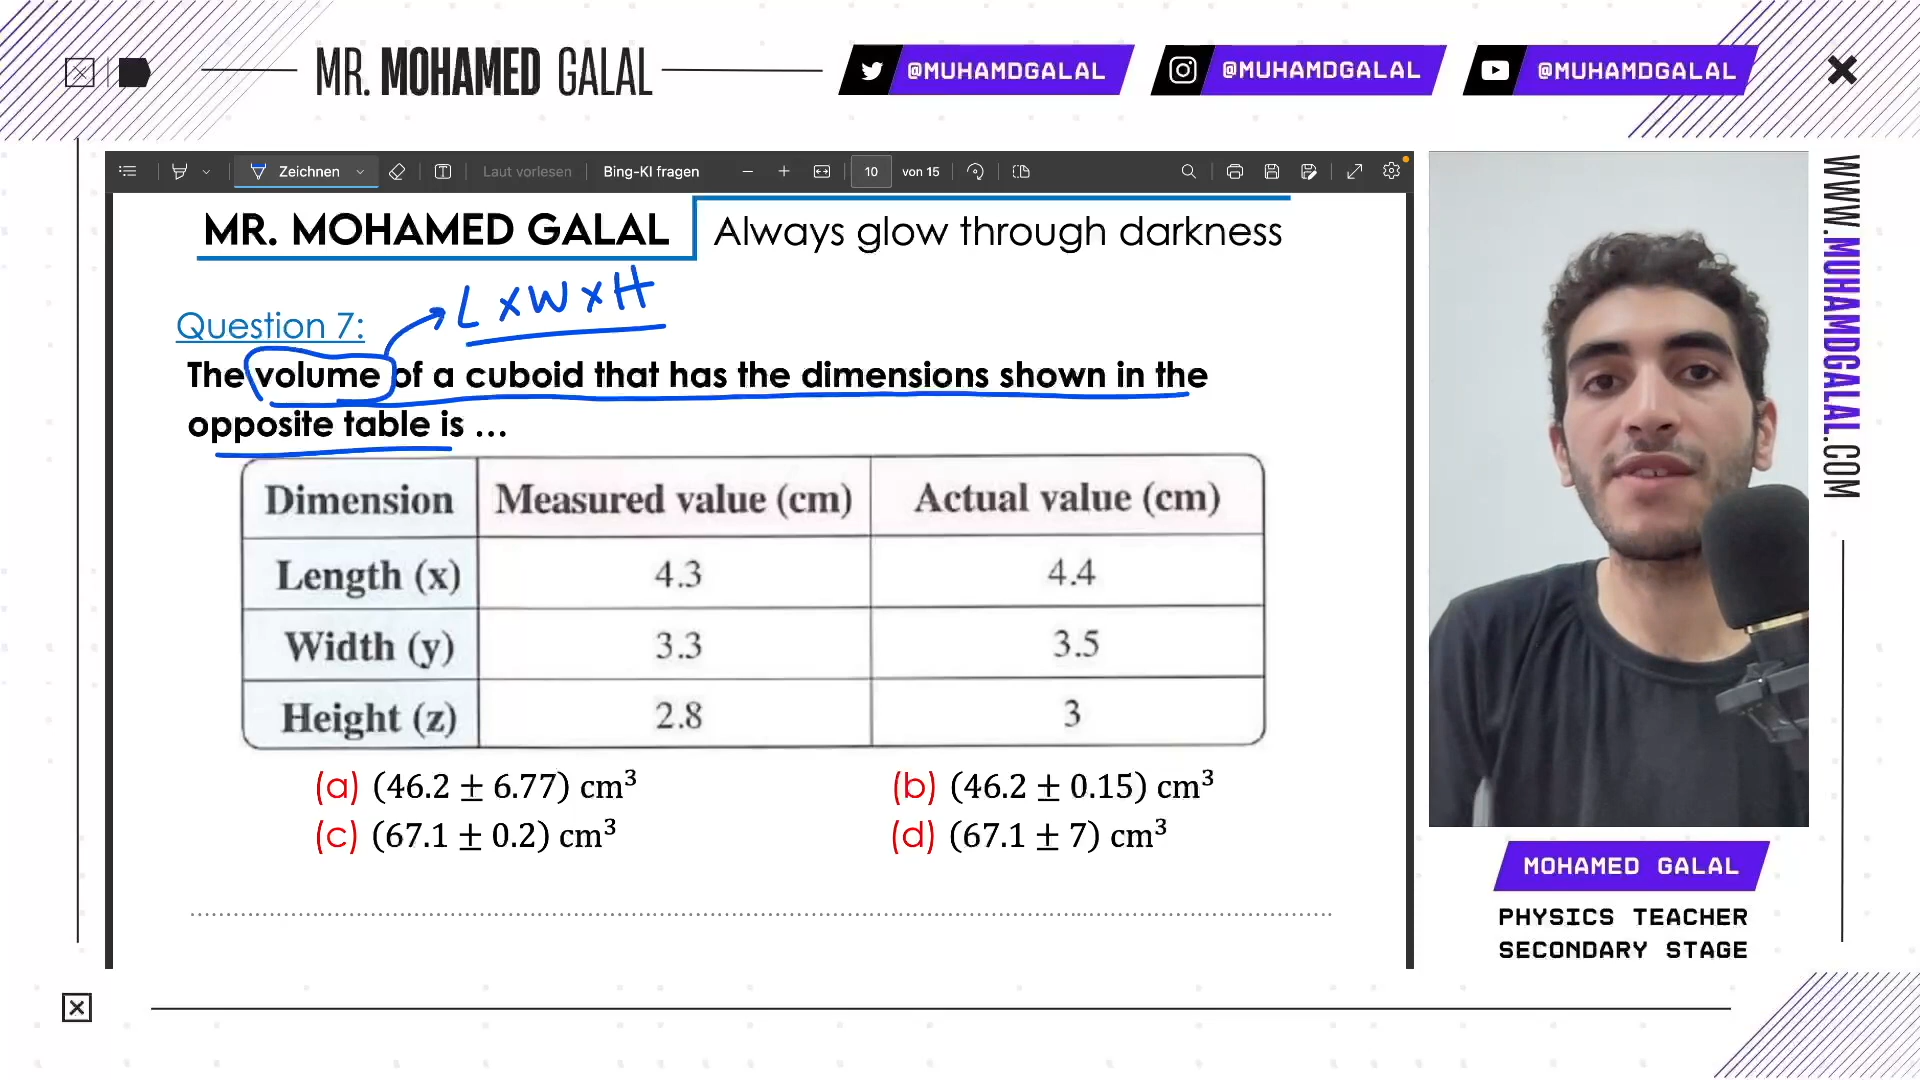 MR. MOHAMED GALAL
@MUHAMDGALAL
@MUHAMDGALAL
@MUHAMDGALAL
WWW.MUHAMDGALAL.COM
Zeichnen
Laut vorlesen
Bing-KI fragen
10
von 15
MR. MOHAMED GALAL
Always glow through darkness
L × W × H
Question 7:
The volume of a cuboid that has the dimensions shown in the
opposite table is ...
Dimension Measured value (cm) Actual value (cm)
Length (x) 4.3 4.4
Width (y) 3.3 3.5
Height (z) 2.8 3
(a) (46.2 ± 6.77) cm³ (b) (46.2 ± 0.15) cm³
(c) (67.1 ± 0.2) cm³ (d) (67.1 ± 7) cm³
MOHAMED GALAL
PHYSICS TEACHER
SECONDARY STAGE